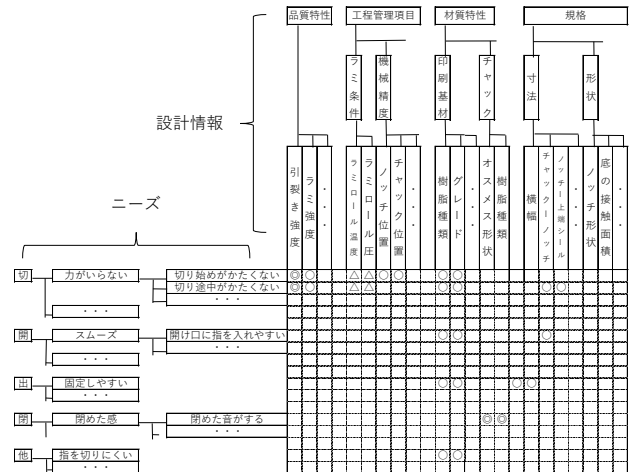 品質特性
工程管理項目
材質特性
規格
ラミ条件
機械精度
印刷基材
チャック
寸法
形状
設計情報
引裂き強度
ラミ強度
・・・
ラミロール温度
ラミロール圧
ノッチ位置
チャック位置
・・・
樹脂種類
グレード
・・・
オスメス形状
樹脂種類
・・・
横幅
チャックーノッチ
ノッチー上端シール
・・・
ノッチ形状
底の接触面積
・・・
ニーズ
切 力がいらない 切り始めがかたくない ◎ ○ △ △ ○ ○ ○ ○
切り途中がかたくない ◎ ○ △ △ ○ ○ ○ ○
・・・ ・・・
開 スムーズ 開け口に指を入れやすい ○ ○ ○
・・・ ・・・
出 固定しやすい ○ ○ ○ ○
・・・
閉 閉めた感 閉めた音がする ◎ ◎
・・・
他 指を切りにくい ○ ○
・・・